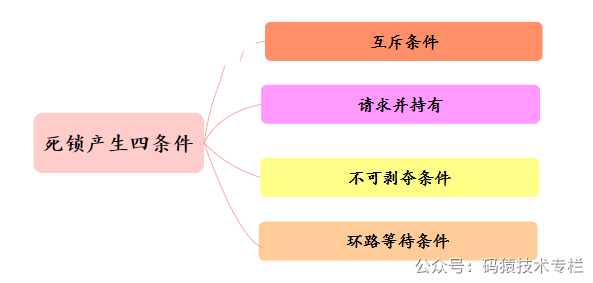 死锁产生四条件
互斥条件
请求并持有
不可剥夺条件
环路等待条件
公众号：码猿技术专栏